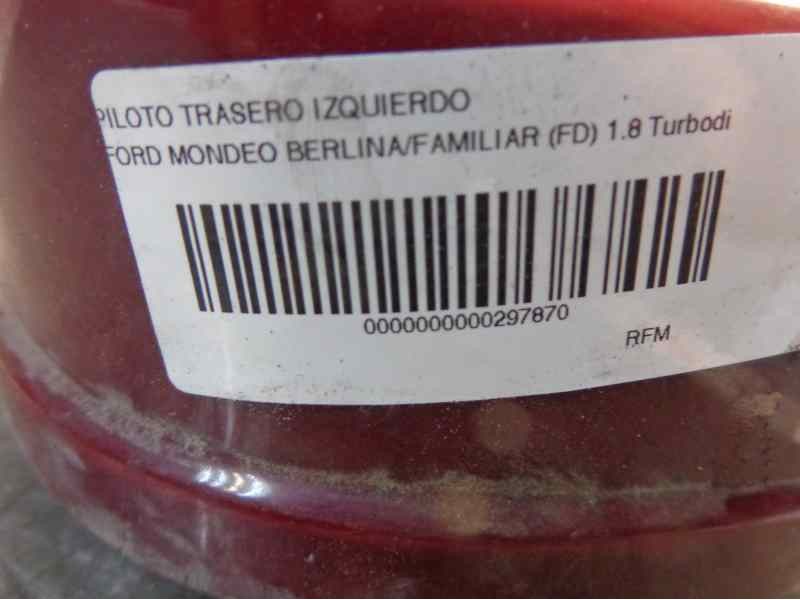 PILOTO TRASERO IZQUIERDO
FORD MONDEO BERLINA/FAMILIAR (FD) 1.8 Turbodi
0000000000297870
RFM